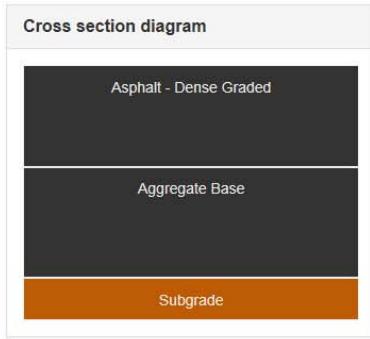 Cross section diagram
Asphalt - Dense Graded
Aggregate Base
Subgrade